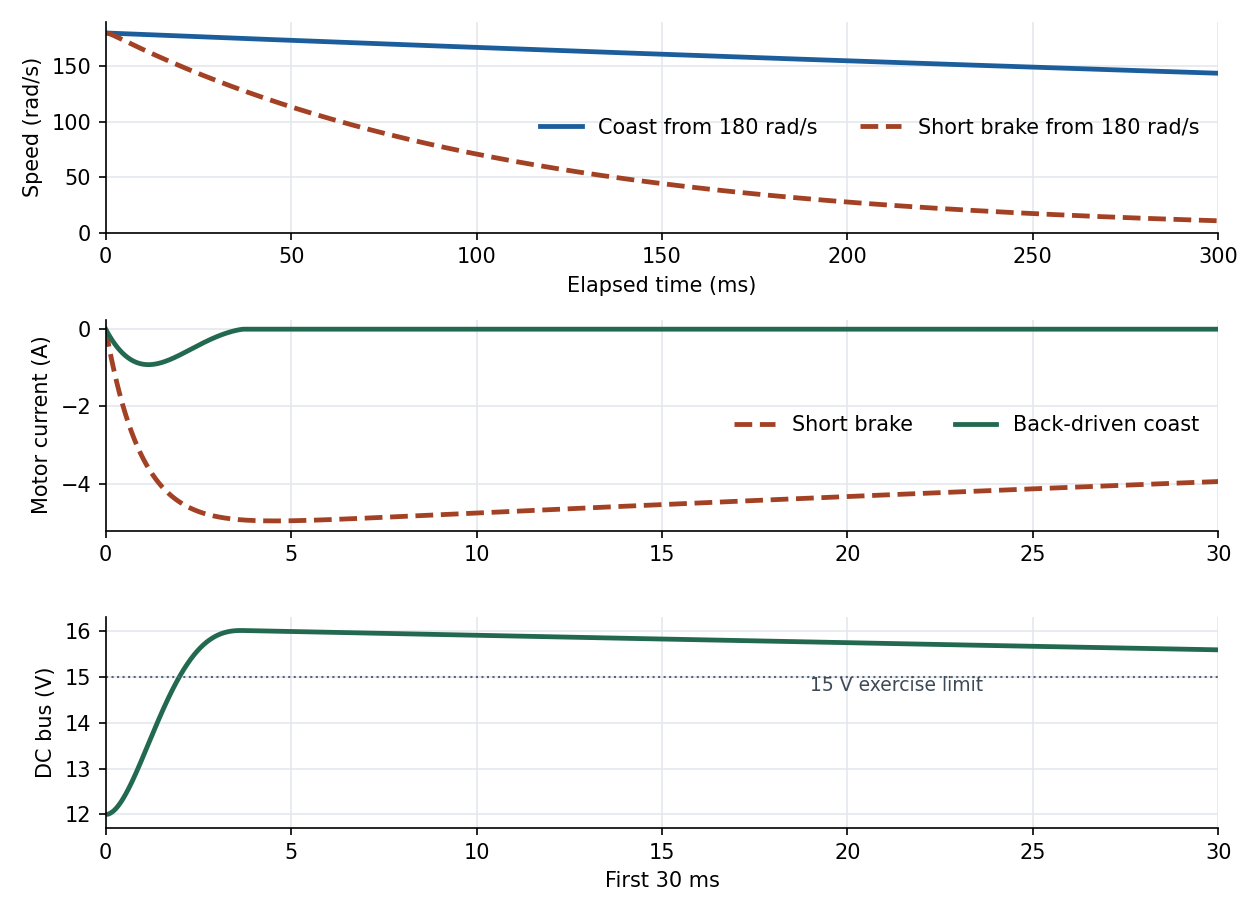 Speed (rad/s)
150
100
50
0
Coast from 180 rad/s Short brake from 180 rad/s
0 50 100 150 200 250 300
Elapsed time (ms)
Motor current (A)
0
−2
−4
Short brake Back-driven coast
0 5 10 15 20 25 30
DC bus (V)
16
15
14
13
12
15 V exercise limit
0 5 10 15 20 25 30
First 30 ms